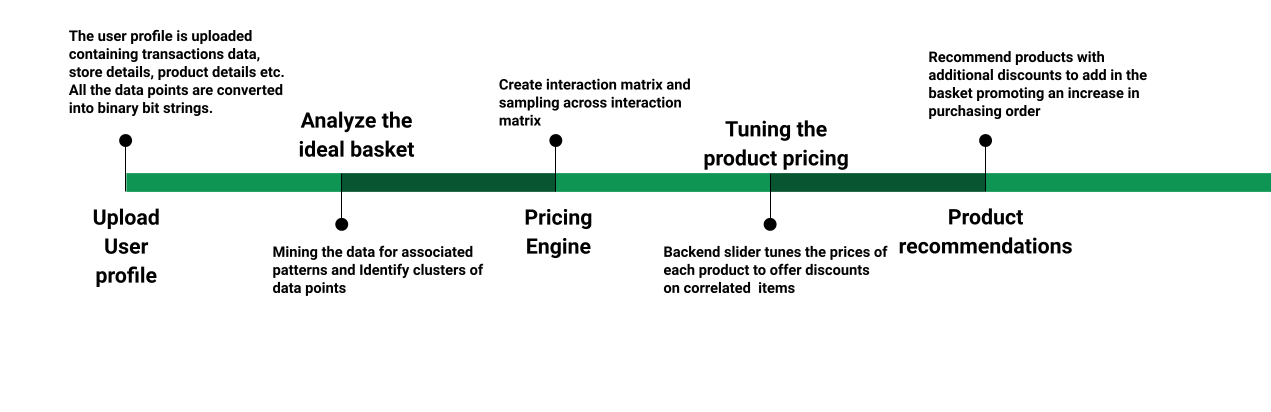 The user profile is uploaded
containing transactions data,
store details, product details etc.
All the data points are converted
into binary bit strings.
Upload
User
profile
Analyze the
ideal basket
Mining the data for associated
patterns and Identify clusters of
data points
Create interaction matrix and
sampling across interaction
matrix
Pricing
Engine
Tuning the
product pricing
Backend slider tunes the prices of
each product to offer discounts
on correlated  items
Recommend products with
additional discounts to add in the
basket promoting an increase in
purchasing order
Product
recommendations